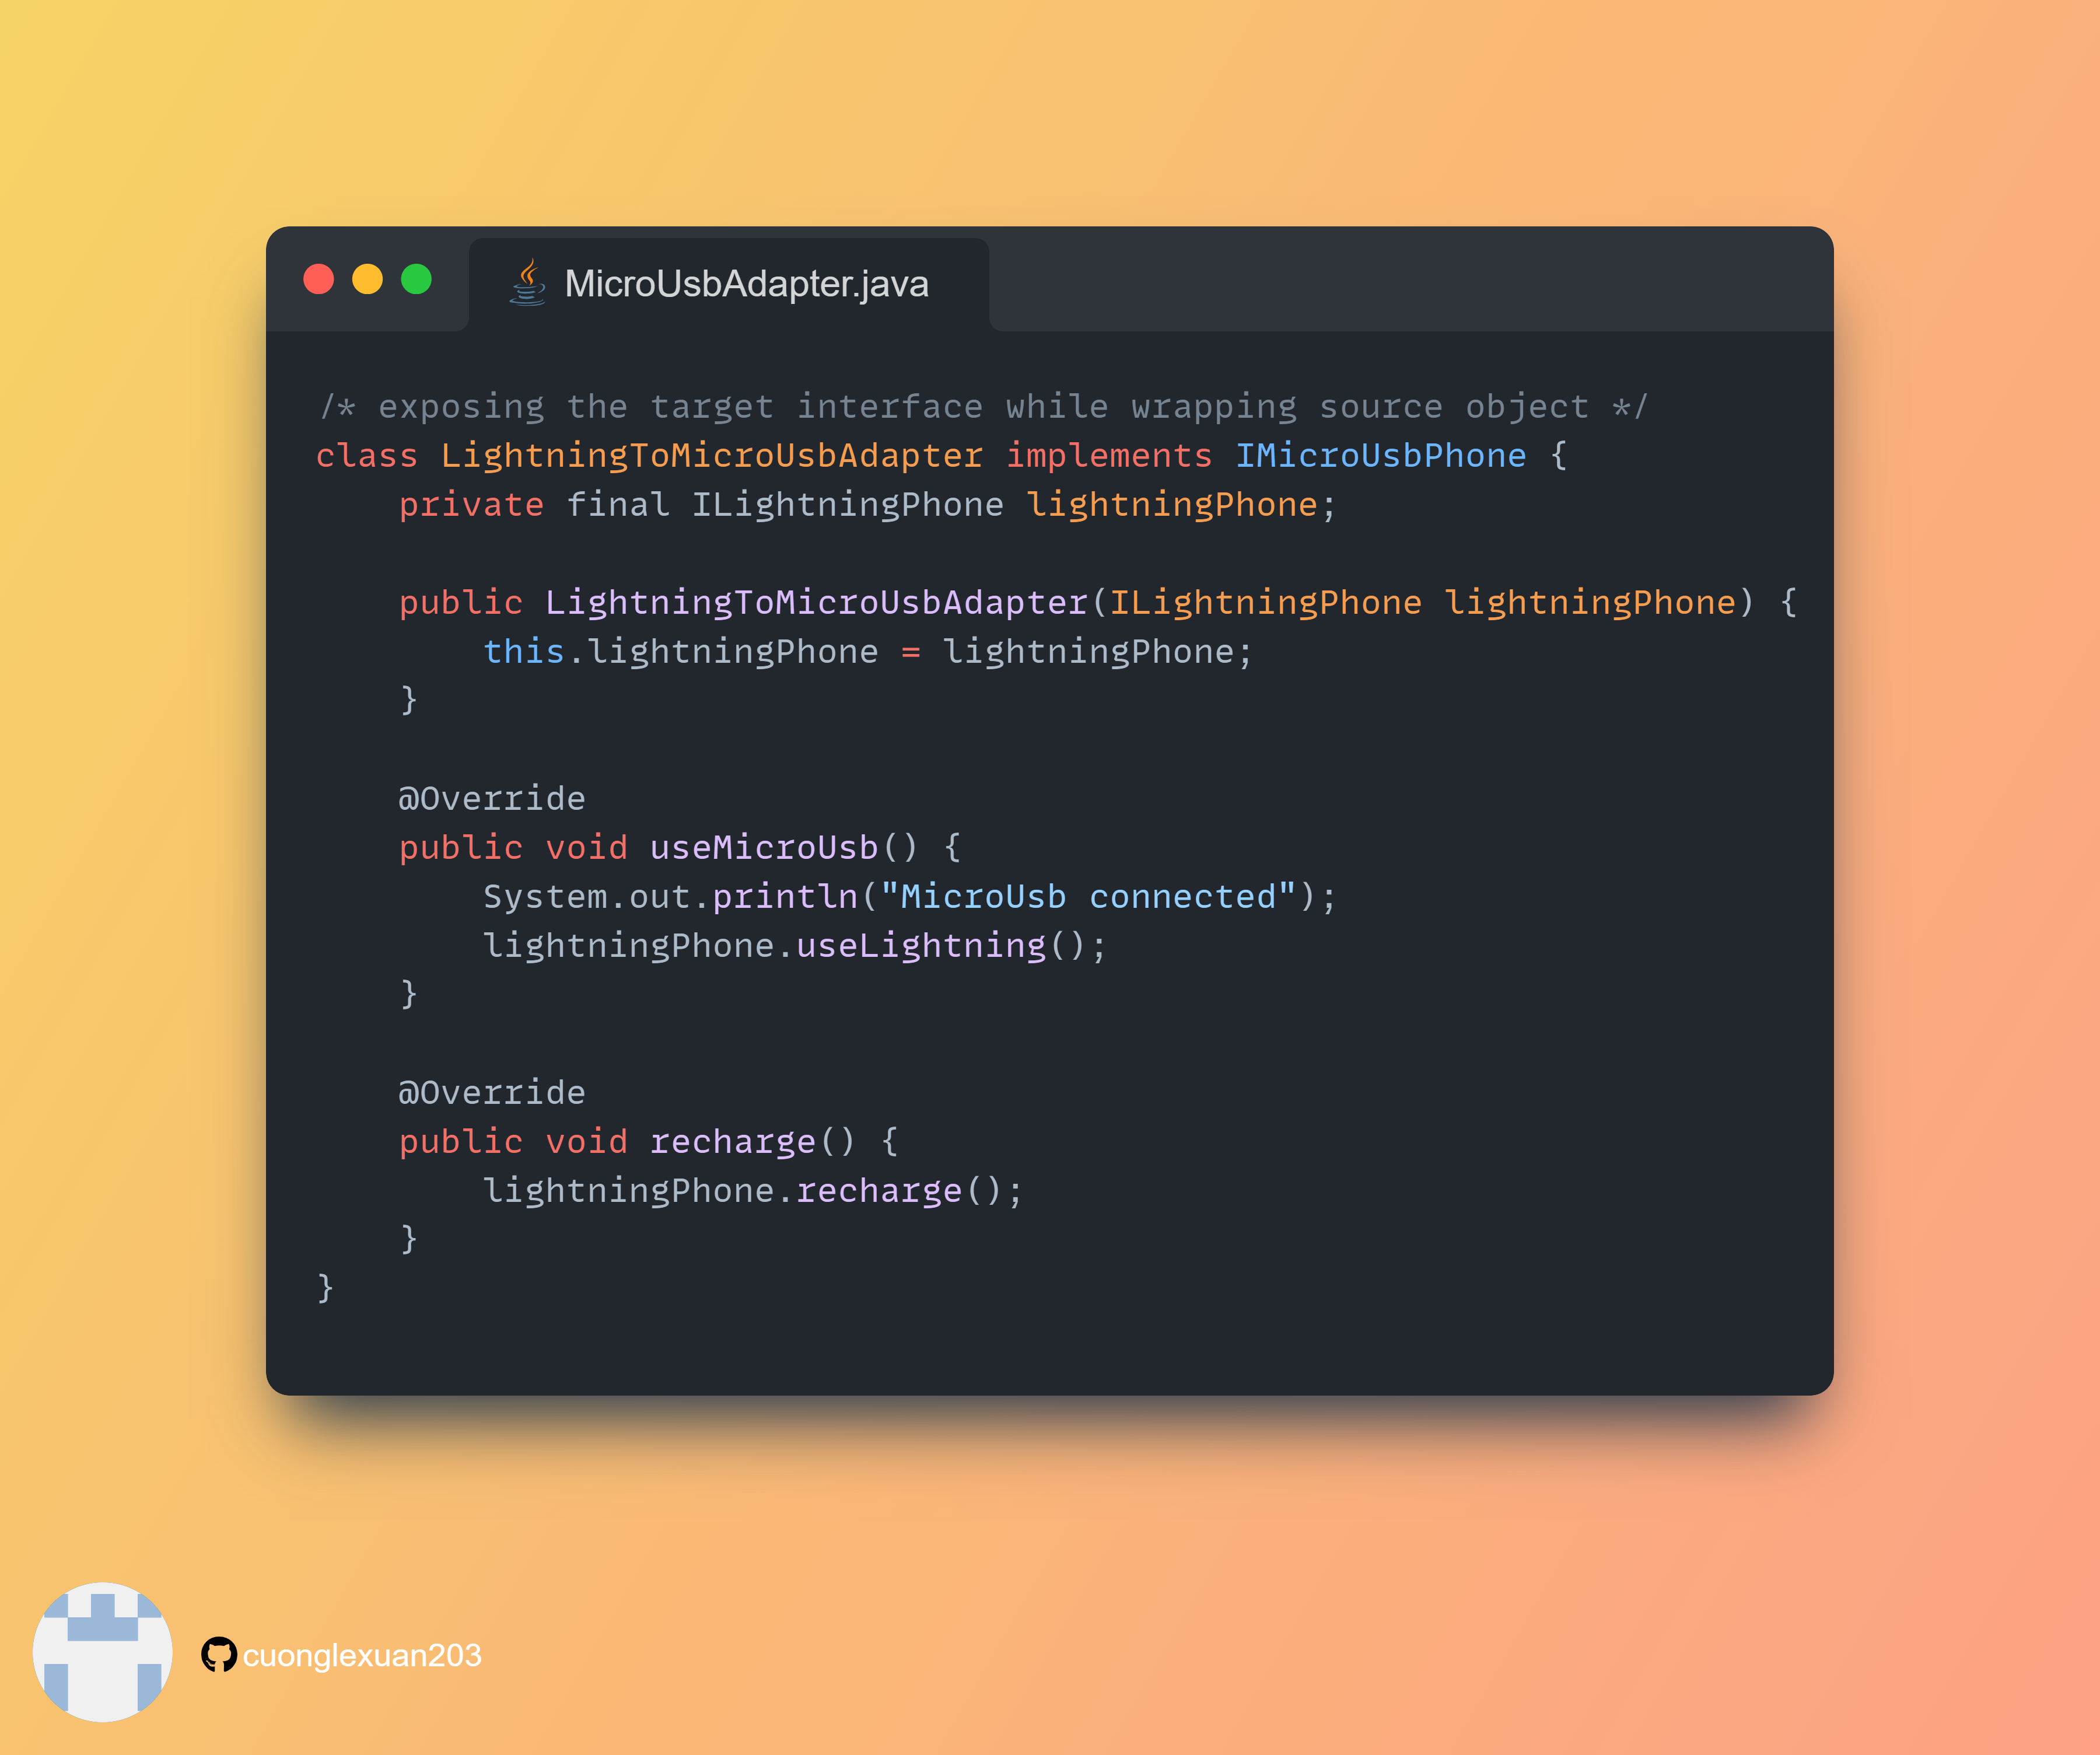 MicroUsbAdapter.java
/* exposing the target interface while wrapping source object */
class LightningToMicroUsbAdapter implements IMicroUsbPhone {
    private final ILightningPhone lightningPhone;

    public LightningToMicroUsbAdapter(ILightningPhone lightningPhone) {
        this.lightningPhone = lightningPhone;
    }

    @Override
    public void useMicroUsb() {
        System.out.println("MicroUsb connected");
        lightningPhone.useLightning();
    }

    @Override
    public void recharge() {
        lightningPhone.recharge();
    }
}
cuonglexuan203